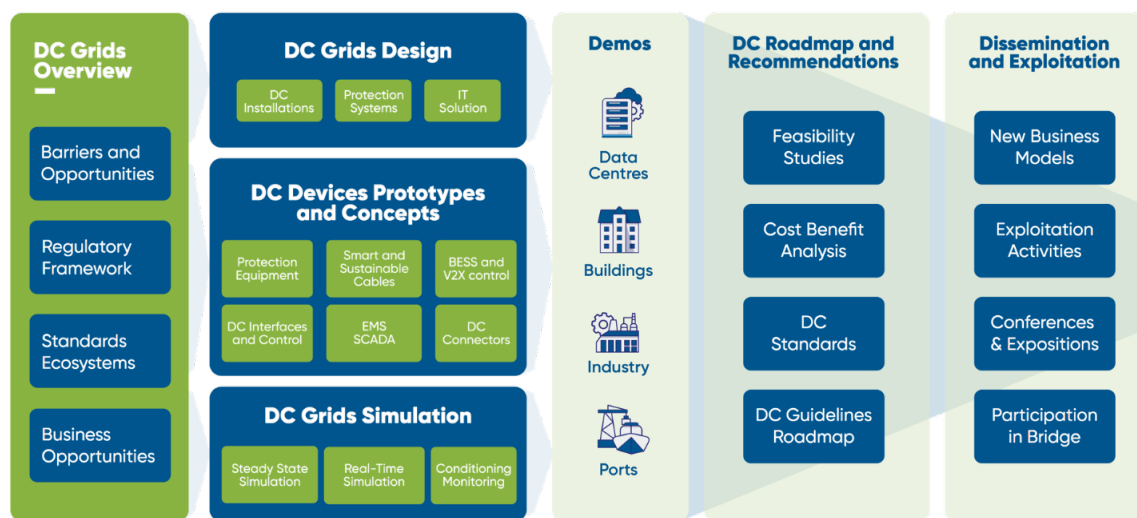 DC Grids
Overview
Barriers and
Opportunities
Regulatory
Framework
Standards
Ecosystems
Business
Opportunities
DC Grids Design
DC
Installations
Protection
Systems
IT
Solution
DC Devices Prototypes
and Concepts
Protection
Equipment
Smart and
Sustainable
Cables
BESS and
V2X control
DC Interfaces
and Control
EMS
SCADA
DC
Connectors
DC Grids Simulation
Steady State
Simulation
Real-Time
Simulation
Conditioning
Monitoring
Demos
Data
Centres
Buildings
Industry
Ports
DC Roadmap and
Recommendations
Feasibility
Studies
Cost Benefit
Analysis
DC
Standards
DC Guidelines
Roadmap
Dissemination
and Exploitation
New Business
Models
Exploitation
Activities
Conferences
& Expositions
Participation
in Bridge